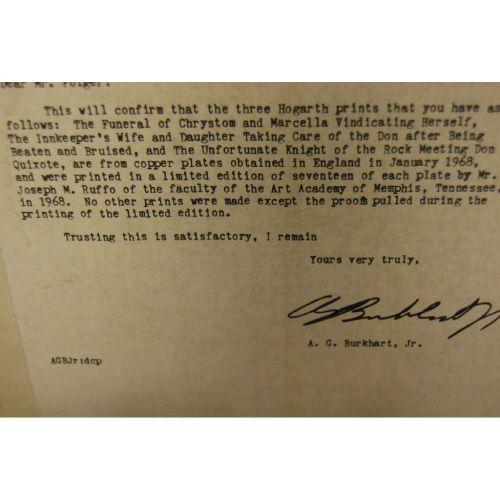 Dear Mr. Folger:
This will confirm that the three Hogarth prints that you have as
follows: The Funeral of Chrystom and Marcella Vindicating Herself,
The Innkeeper's Wife and Daughter Taking Care of the Don after Being
Beaten and Bruised, and The Unfortunate Knight of the Rock Meeting Don
Quixote, are from copper plates obtained in England in January 1968,
and were printed in a limited edition of seventeen of each plate by Mr.
Joseph M. Ruffo of the faculty of the Art Academy of Memphis, Tennessee,
in 1968. No other prints were made except the proofs pulled during the
printing of the limited edition.
Trusting this is satisfactory, I remain
Yours very truly,
A. G. Burkhart, Jr.
AGBJr:dcp